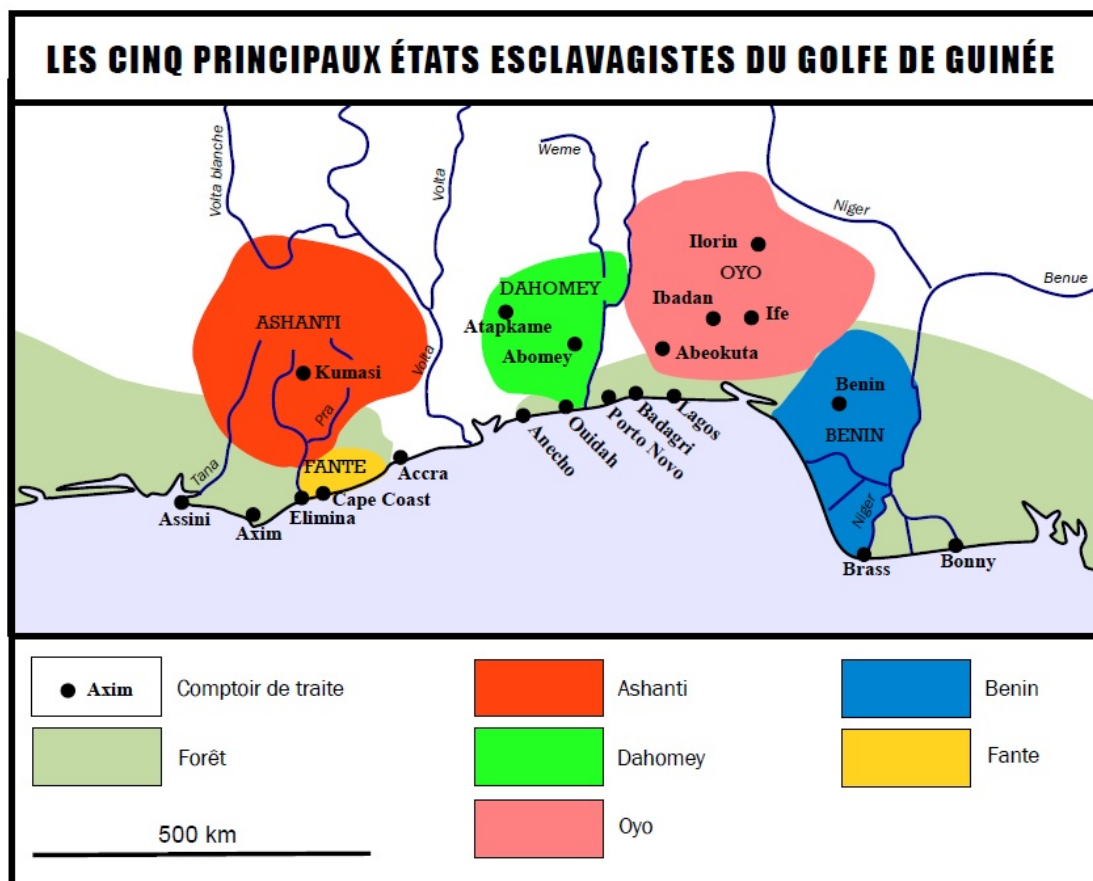 LES CINQ PRINCIPAUX ÉTATS ESCLAVAGISTES DU GOLFE DE GUINÉE
Volta blanche
Volta
Weme
Niger
Benue
Ilorin
OYO
DAHOMEY
Ibadan
Ife
Atapkame
ASHANTI
Abomey
Abeokuta
Volta
Kumasi
Benin
Pra
BENIN
Lagos
Badagri
Porto Novo
Ouidah
Anecho
FANTE
Accra
Tana
Cape Coast
Elimina
Assini
Axim
Niger
Brass
Bonny
Axim
Comptoir de traite
Ashanti
Benin
Forêt
Dahomey
Fante
Oyo
500 km